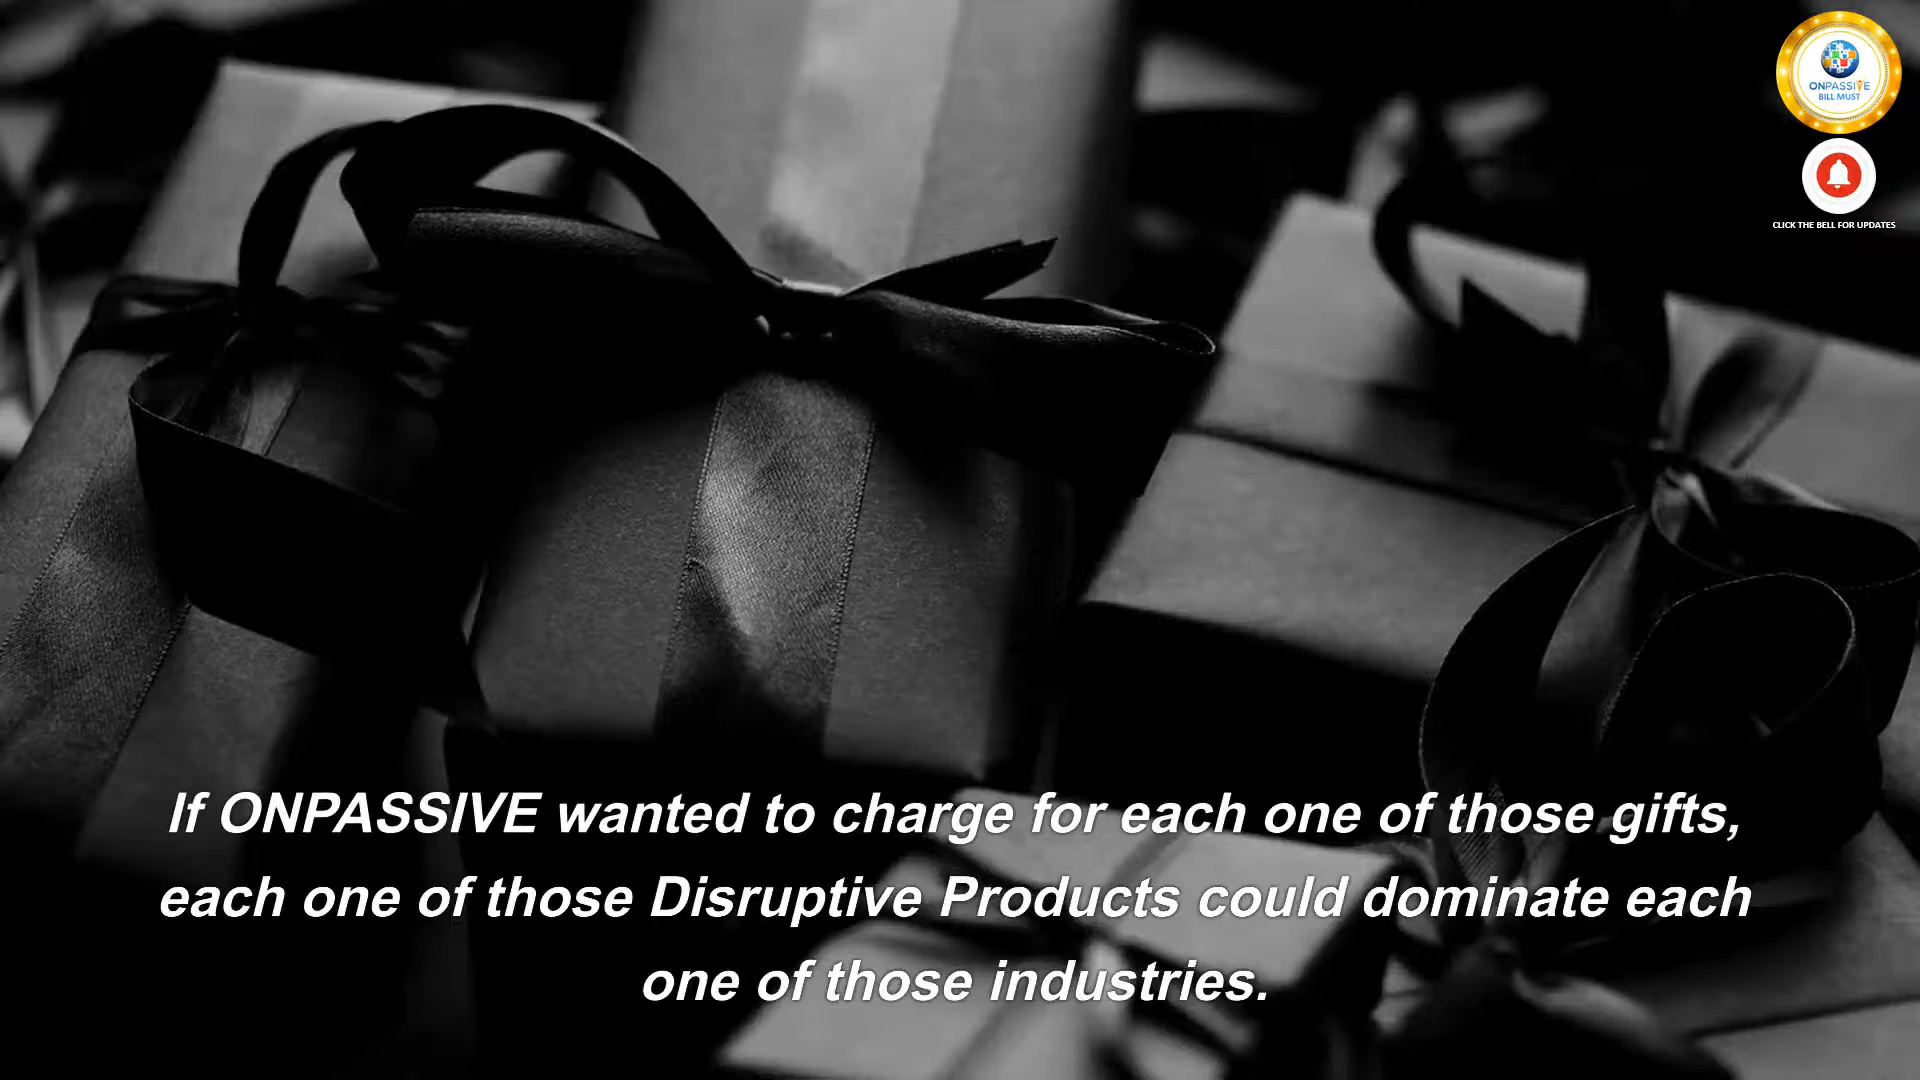 ONPASSIVE
BILL MUST
CLICK THE BELL FOR UPDATES
If ONPASSIVE wanted to charge for each one of those gifts,
each one of those Disruptive Products could dominate each
one of those industries.